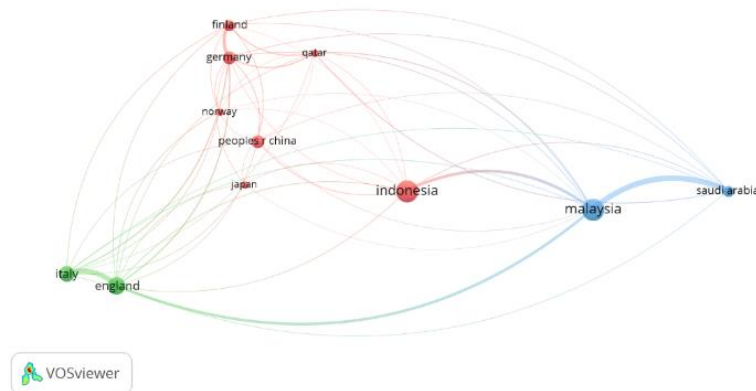 finland
germany
qatar
norway
peoples r china
japan
indonesia
saudi arabia
malaysia
italy
england
VOSviewer